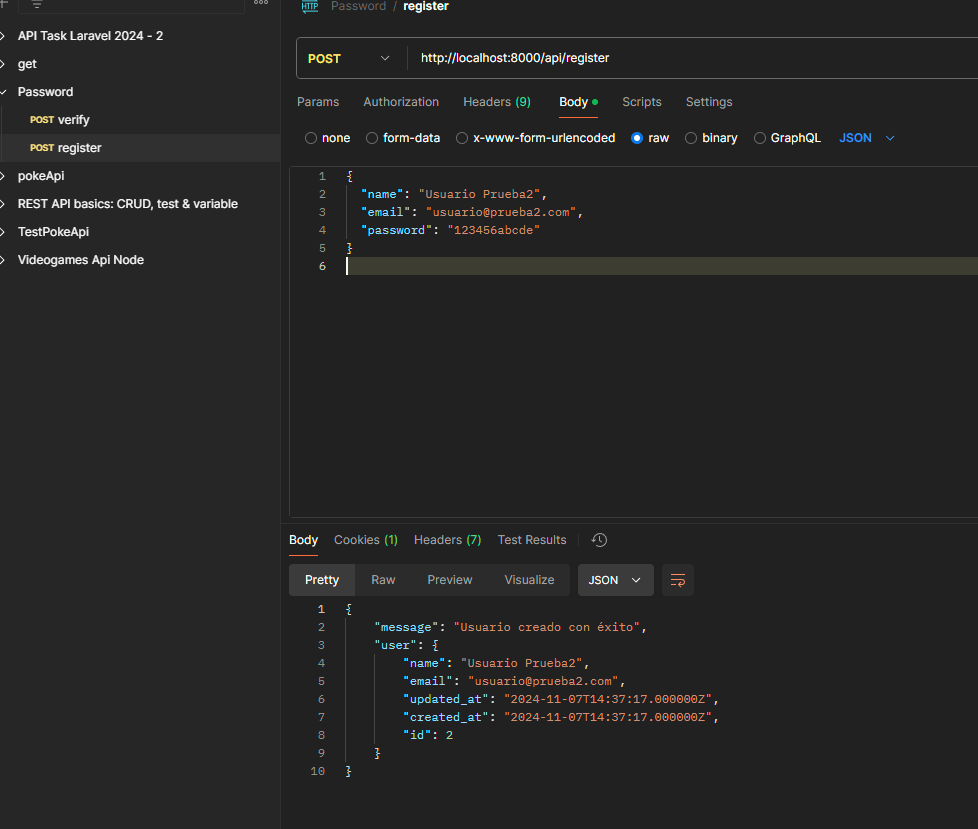 HTTP Password / register
API Task Laravel 2024 - 2
get
Password
POST verify
POST register
pokeApi
REST API basics: CRUD, test & variable
TestPokeApi
Videogames Api Node
POST http://localhost:8000/api/register
Params Authorization Headers (9) Body Scripts Settings
none form-data x-www-form-urlencoded raw binary GraphQL JSON
1 {
2 "name": "Usuario Prueba2",
3 "email": "usuario@prueba2.com",
4 "password": "123456abcde"
5 }
6
Body Cookies (1) Headers (7) Test Results
Pretty Raw Preview Visualize JSON
1 {
2 "message": "Usuario creado con éxito",
3 "user": {
4 "name": "Usuario Prueba2",
5 "email": "usuario@prueba2.com",
6 "updated_at": "2024-11-07T14:37:17.000000Z",
7 "created_at": "2024-11-07T14:37:17.000000Z",
8 "id": 2
9 }
10 }